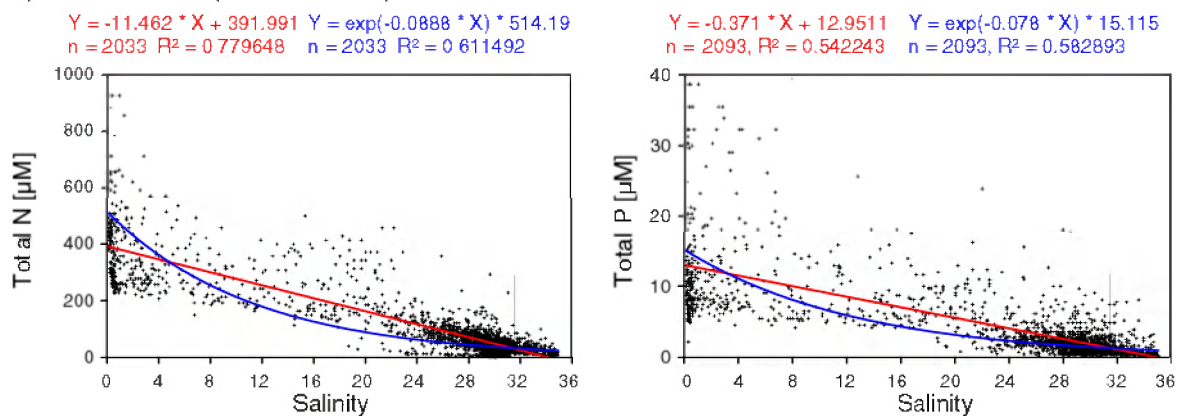 Y = -11.462 * X + 391.991 Y = exp(-0.0888 * X) * 514.19
n = 2033 R² = 0.779648 n = 2033 R² = 0.611492
Y = -0.371 * X + 12.9511 Y = exp(-0.078 * X) * 15.115
n = 2093, R² = 0.542243 n = 2093, R² = 0.582893
Total N [µM]
1000
800
600
400
200
0
0 4 8 12 16 20 24 28 32 36
Salinity
Total P [µM]
40
30
20
10
0
0 4 8 12 16 20 24 28 32 36
Salinity